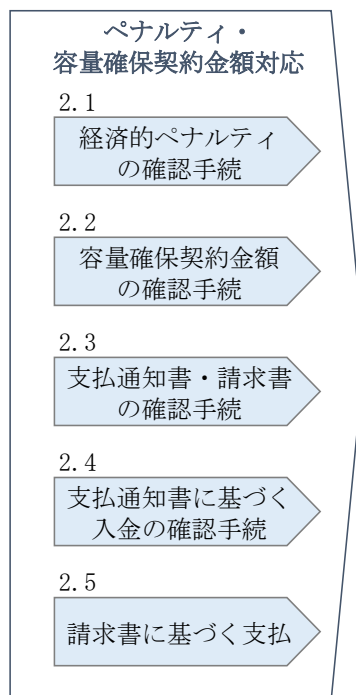 ペナルティ・
容量確保契約金額対応
2.1
経済的ペナルティ
の確認手続
2.2
容量確保契約金額
の確認手続
2.3
支払通知書・請求書
の確認手続
2.4
支払通知書に基づく
入金の確認手続
2.5
請求書に基づく支払